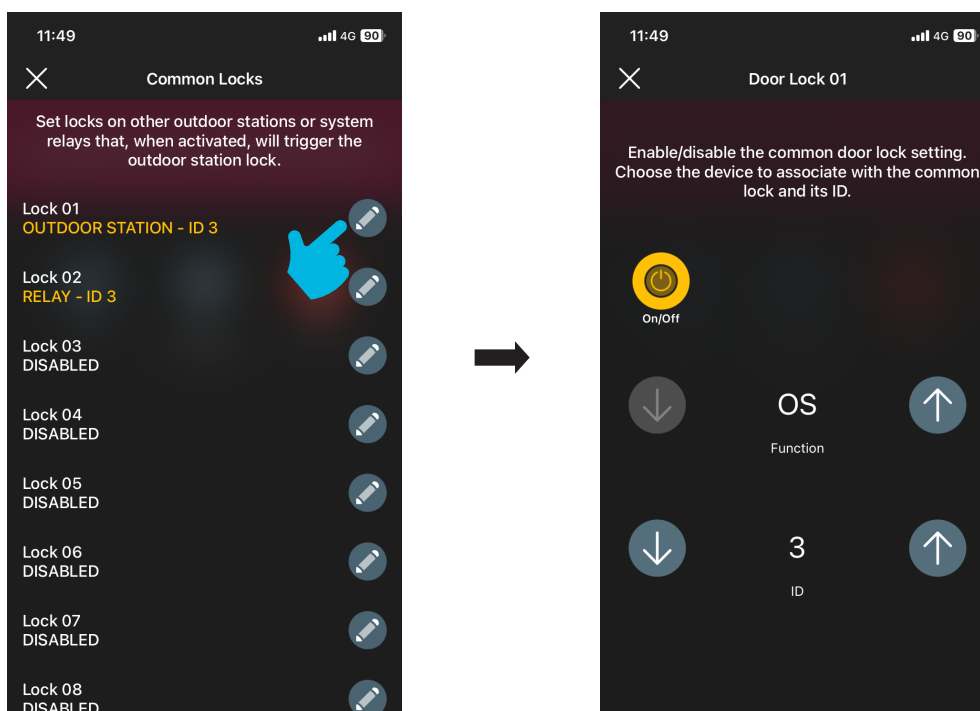 11:49
4G 90
Common Locks
Set locks on other outdoor stations or system
relays that, when activated, will trigger the
outdoor station lock.
Lock 01
OUTDOOR STATION - ID 3
Lock 02
RELAY - ID 3
Lock 03
DISABLED
Lock 04
DISABLED
Lock 05
DISABLED
Lock 06
DISABLED
Lock 07
DISABLED
Lock 08
DISABLED
11:49
4G 90
Door Lock 01
Enable/disable the common door lock setting.
Choose the device to associate with the common
lock and its ID.
On/Off
OS
Function
3
ID